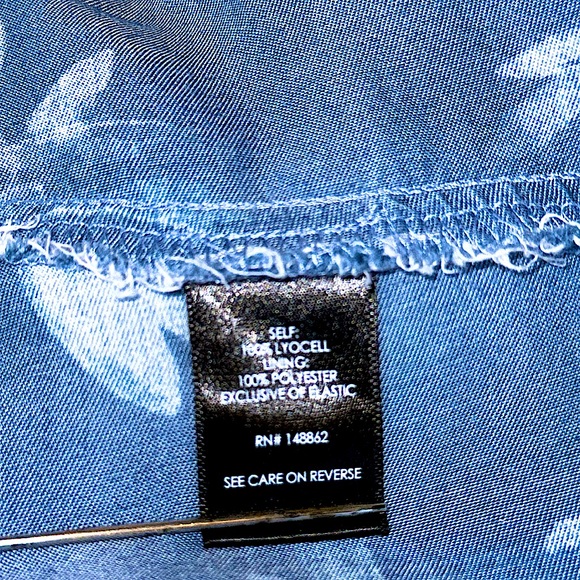 SELF:
100% LYOCELL
LINING:
100% POLYESTER
EXCLUSIVE OF ELASTIC
RN# 148862
SEE CARE ON REVERSE